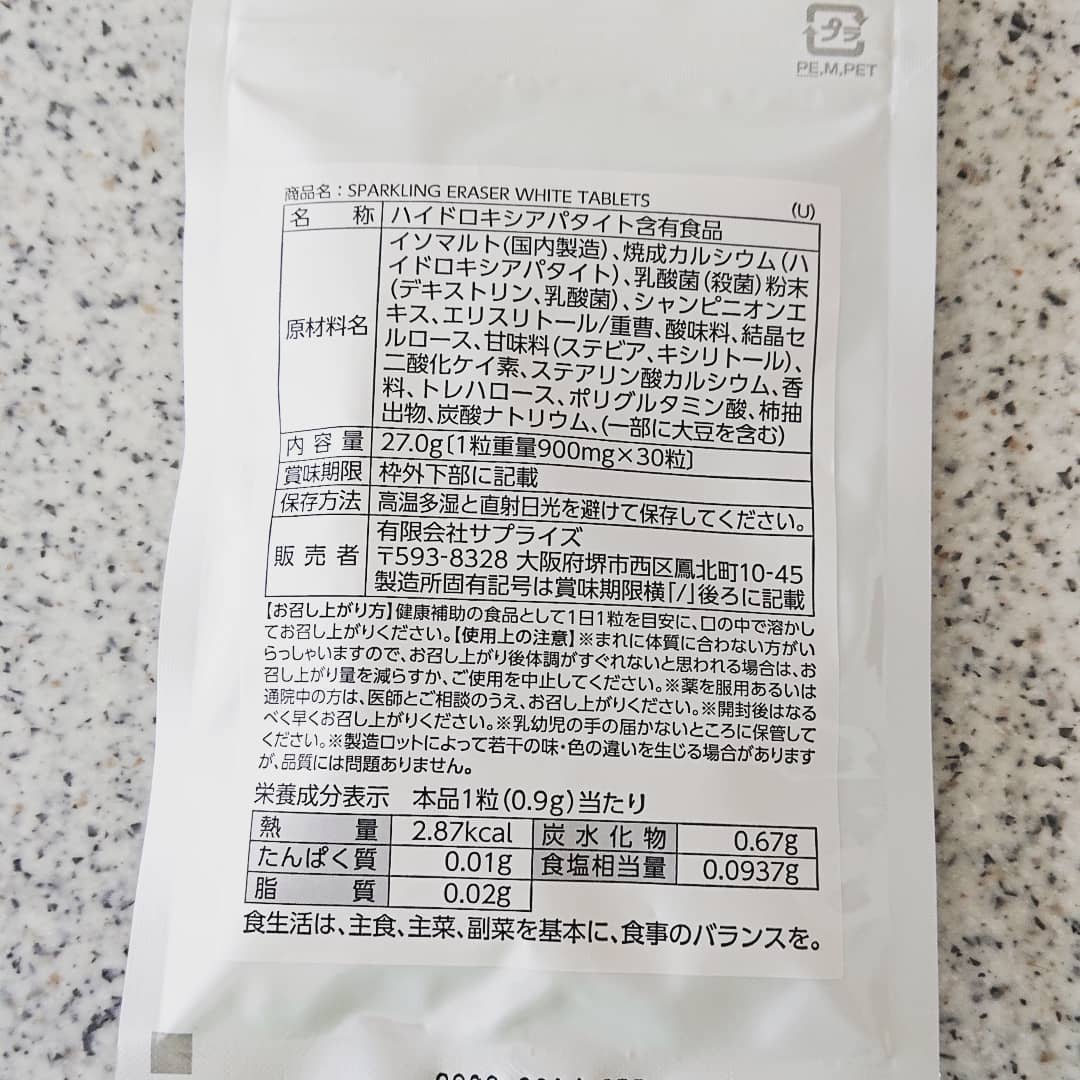 プラ
PE,M,PET
商品名：SPARKLING ERASER WHITE TABLETS (U)
名称 ハイドロキシアパタイト含有食品
原材料名
イソマルト(国内製造)、焼成カルシウム(ハ
イドロキシアパタイト)、乳酸菌(殺菌)粉末
(デキストリン、乳酸菌)、シャンピニオンエ
キス、エリスリトール/重曹、酸味料、結晶セ
ルロース、甘味料(ステビア、キシリトール)、
二酸化ケイ素、ステアリン酸カルシウム、香
料、トレハロース、ポリグルタミン酸、柿抽
出物、炭酸ナトリウム、(一部に大豆を含む)
内容量 27.0g〔1粒重量900mg×30粒〕
賞味期限 枠外下部に記載
保存方法 高温多湿と直射日光を避けて保存してください。
販売者
有限会社サプライズ
〒593-8328 大阪府堺市西区鳳北町10-45
製造所固有記号は賞味期限横「/」後ろに記載
【お召し上がり方】健康補助の食品として1日1粒を目安に、口の中で溶かし
てお召し上がりください。【使用上の注意】※まれに体質に合わない方がい
らっしゃいますので、お召し上がり後体調がすぐれないと思われる場合は、お
召し上がり量を減らすか、ご使用を中止してください。※薬を服用あるいは
通院中の方は、医師とご相談のうえ、お召し上がりください。※開封後はなる
べく早くお召し上がりください。※乳幼児の手の届かないところに保管して
ください。※製造ロットによって若干の味・色の違いを生じる場合があります
が、品質には問題ありません。
栄養成分表示 本品1粒(0.9g)当たり
熱量 2.87kcal 炭水化物 0.67g
たんぱく質 0.01g 食塩相当量 0.0937g
脂質 0.02g
食生活は、主食、主菜、副菜を基本に、食事のバランスを。